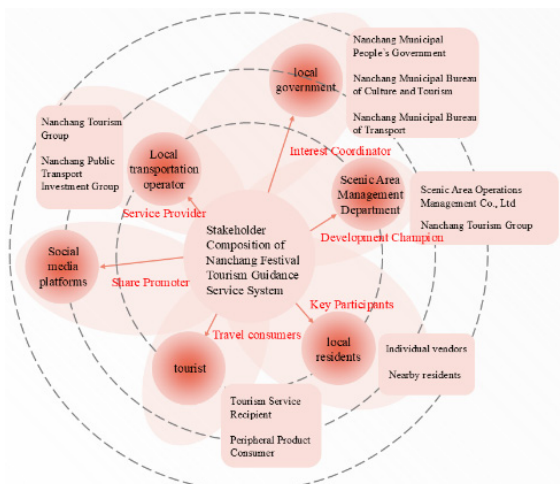 local
government
Nanchang Municipal
People's Government
Nanchang Municipal Bureau
of Culture and Tourism
Nanchang Municipal Bureau
of Transport
Interest Coordinator
Nanchang Tourism
Group
Nanchang Public
Transport
Investment Group
Local
transportation
operator
Service Provider
Scenic Area
Management
Department
Development Champion
Scenic Area Operations
Management Co., Ltd
Nanchang Tourism Group
Stakeholder
Composition of
Nanchang Festival
Tourism Guidance
Service System
Social
media
platforms
Share Promoter
Key Participants
local
residents
Individual vendors
Nearby residents
Travel consumers
tourist
Tourism Service
Recipient
Peripheral Product
Consumer